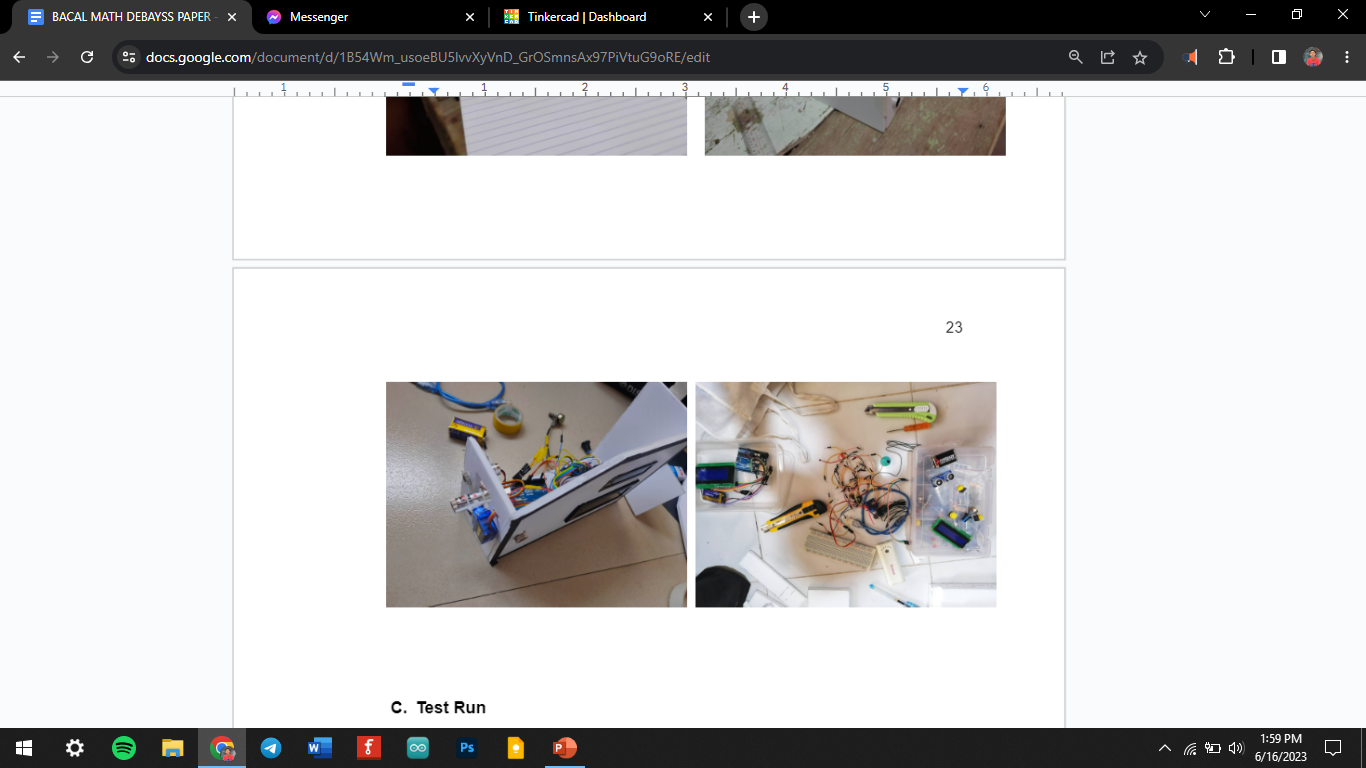 BACAL MATH DEBAYSS PAPER -
Messenger
Tinkercad | Dashboard
docs.google.com/document/d/1B54Wm_usoeBU5IvvXyVnD_GrOSmnsAx97PiVtuG9oRE/edit
1 1 2 3 4 5 6
23
C. Test Run
1:59 PM
6/16/2023